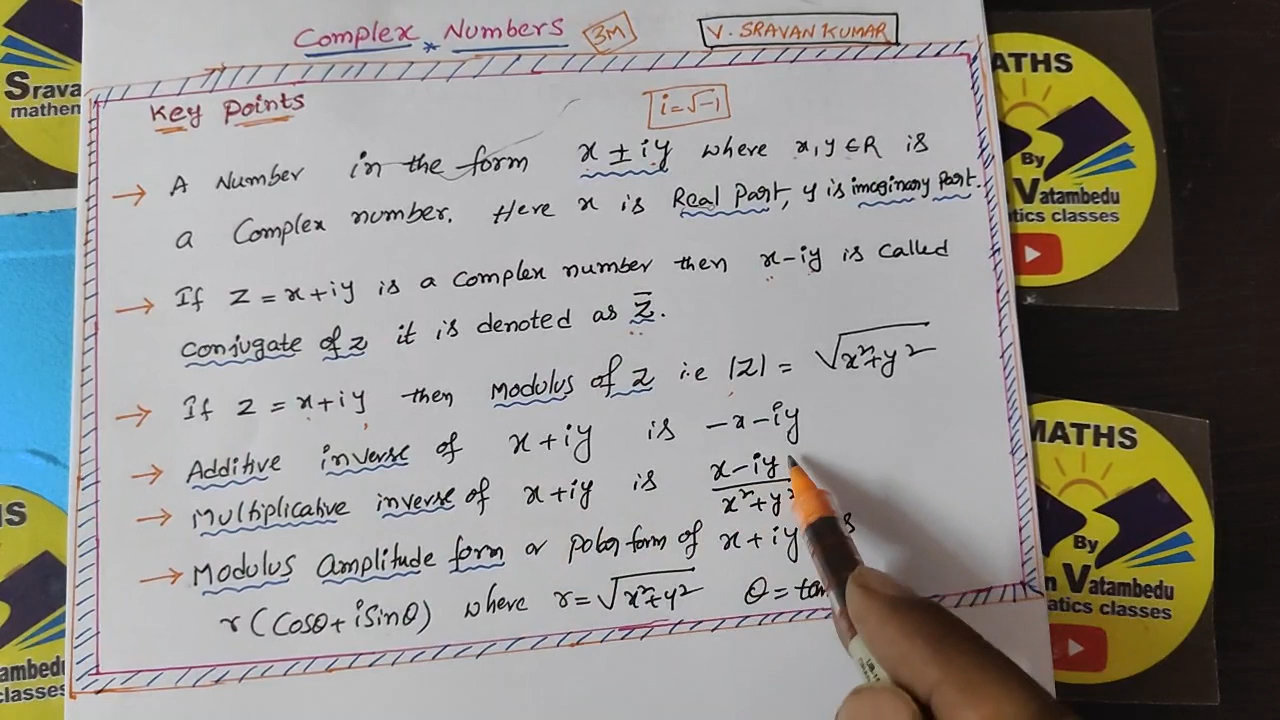 Complex Numbers 3M V. SRAVAN KUMAR
Key Points
i=√-1
→ A Number in the form x ± iy where x, y ∈ R is
a Complex number. Here x is Real Part, y is imaginary Part.
→ If z = x+iy is a complex number then x-iy is called
Conjugate of z it is denoted as z̅.
→ If z = x+iy then Modulus of z i.e |z| = √x²+y²
→ Additive inverse of x+iy is -x-iy
→ Multiplicative inverse of x+iy is x-iy / x²+y²
→ Modulus amplitude form or polar form of x+iy
r(Cosθ+iSinθ) where r=√x²+y² θ=tan
Srava
mathem
MATHS
By
Vatambedu
tics classes
MATHS
By
n Vatambedu
atics classes
S
ambedu
classes